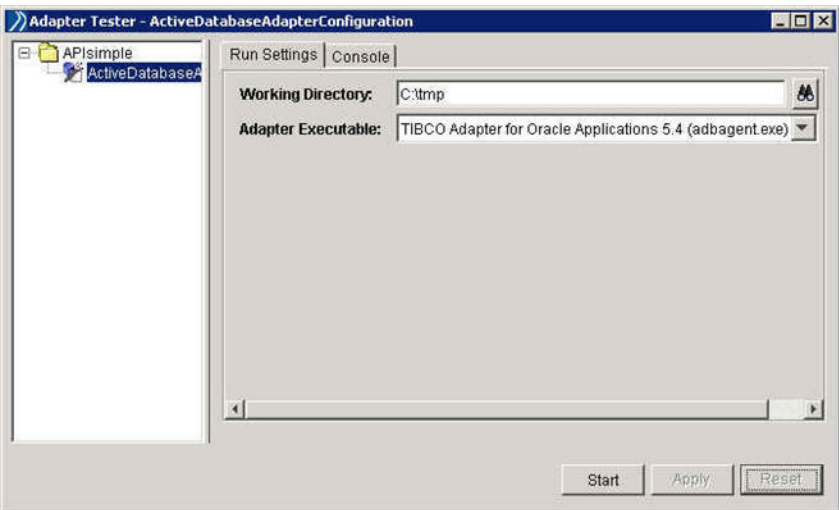 Adapter Tester - ActiveDatabaseAdapterConfiguration
APIsimple
ActiveDatabaseA
Run Settings Console
Working Directory: C:\tmp
Adapter Executable: TIBCO Adapter for Oracle Applications 5.4 (adbagent.exe)
Start Apply Reset